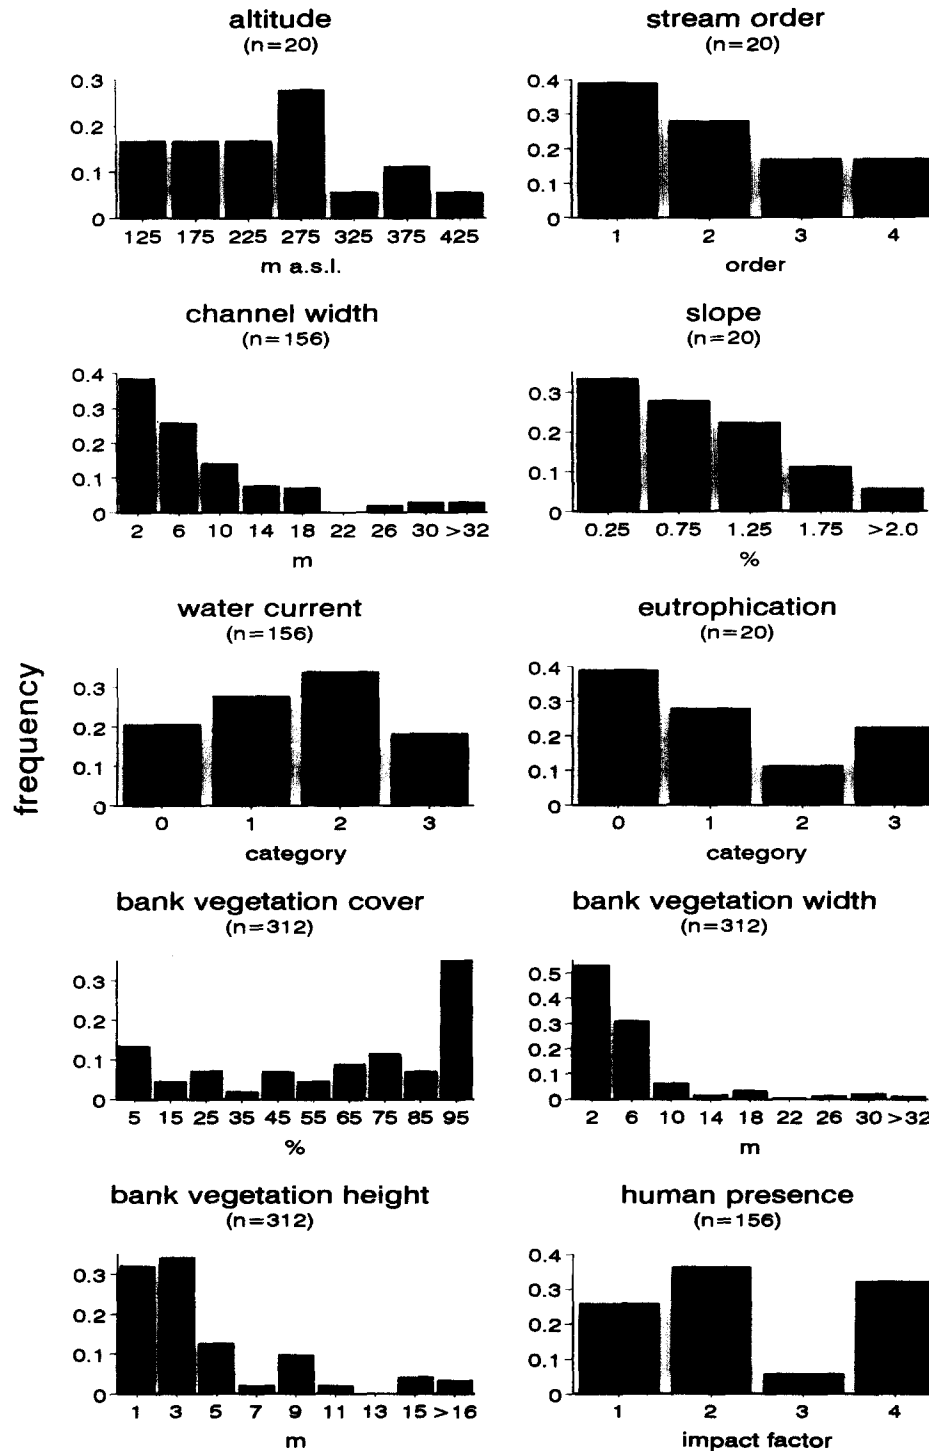 altitude
(n=20)
0.3
0.2
0.1
0
125 175 225 275 325 375 425
m a.s.l.
stream order
(n=20)
0.4
0.3
0.2
0.1
0
1 2 3 4
order
channel width
(n=156)
0.4
0.3
0.2
0.1
0
2 6 10 14 18 22 26 30 >32
m
slope
(n=20)
0.3
0.2
0.1
0
0.25 0.75 1.25 1.75 >2.0
%
frequency
water current
(n=156)
0.3
0.2
0.1
0
0 1 2 3
category
eutrophication
(n=20)
0.4
0.3
0.2
0.1
0
0 1 2 3
category
bank vegetation cover
(n=312)
0.3
0.2
0.1
0
5 15 25 35 45 55 65 75 85 95
%
bank vegetation width
(n=312)
0.5
0.4
0.3
0.2
0.1
0
2 6 10 14 18 22 26 30 >32
m
bank vegetation height
(n=312)
0.3
0.2
0.1
0
1 3 5 7 9 11 13 15 >16
m
human presence
(n=156)
0.4
0.3
0.2
0.1
0
1 2 3 4
impact factor